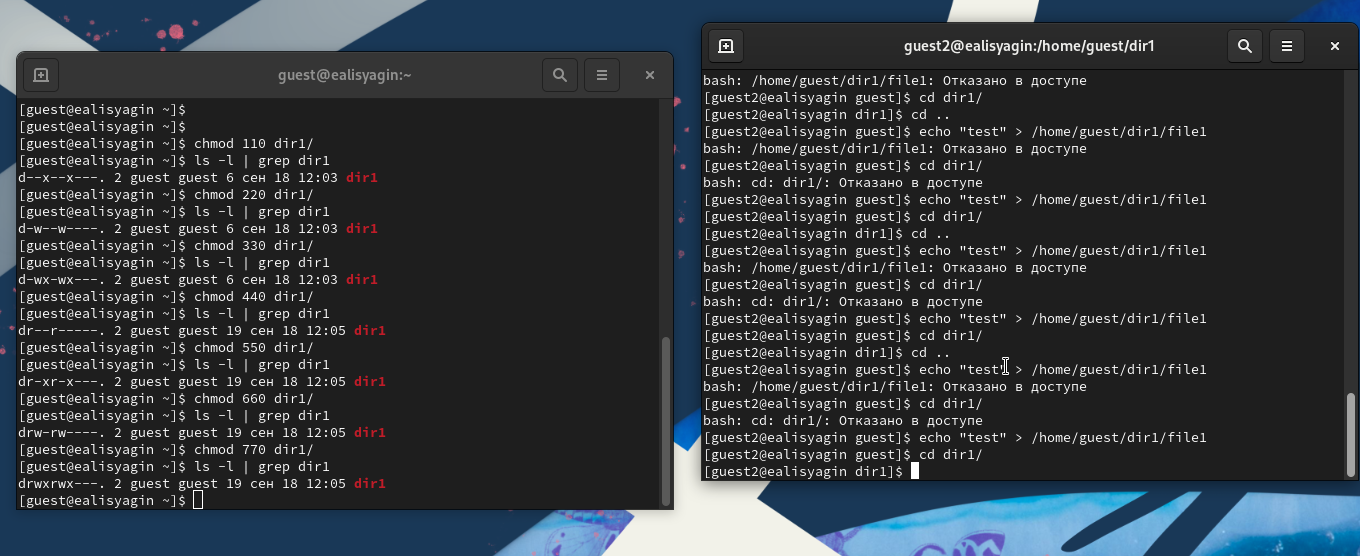 guest@ealisyagin:~
[guest@ealisyagin ~]$
[guest@ealisyagin ~]$
[guest@ealisyagin ~]$ chmod 110 dir1/
[guest@ealisyagin ~]$ ls -l | grep dir1
d--x--x---. 2 guest guest 6 сен 18 12:03 dir1
[guest@ealisyagin ~]$ chmod 220 dir1/
[guest@ealisyagin ~]$ ls -l | grep dir1
d-w--w----. 2 guest guest 6 сен 18 12:03 dir1
[guest@ealisyagin ~]$ chmod 330 dir1/
[guest@ealisyagin ~]$ ls -l | grep dir1
d-wx-wx---. 2 guest guest 6 сен 18 12:03 dir1
[guest@ealisyagin ~]$ chmod 440 dir1/
[guest@ealisyagin ~]$ ls -l | grep dir1
dr--r-----. 2 guest guest 19 сен 18 12:05 dir1
[guest@ealisyagin ~]$ chmod 550 dir1/
[guest@ealisyagin ~]$ ls -l | grep dir1
dr-xr-x---. 2 guest guest 19 сен 18 12:05 dir1
[guest@ealisyagin ~]$ chmod 660 dir1/
[guest@ealisyagin ~]$ ls -l | grep dir1
drw-rw----. 2 guest guest 19 сен 18 12:05 dir1
[guest@ealisyagin ~]$ chmod 770 dir1/
[guest@ealisyagin ~]$ ls -l | grep dir1
drwxrwx---. 2 guest guest 19 сен 18 12:05 dir1
[guest@ealisyagin ~]$
guest2@ealisyagin:/home/guest/dir1
bash: /home/guest/dir1/file1: Отказано в доступе
[guest2@ealisyagin guest]$ cd dir1/
[guest2@ealisyagin dir1]$ cd ..
[guest2@ealisyagin guest]$ echo "test" > /home/guest/dir1/file1
bash: /home/guest/dir1/file1: Отказано в доступе
[guest2@ealisyagin guest]$ cd dir1/
bash: cd: dir1/: Отказано в доступе
[guest2@ealisyagin guest]$ echo "test" > /home/guest/dir1/file1
[guest2@ealisyagin guest]$ cd dir1/
[guest2@ealisyagin dir1]$ cd ..
[guest2@ealisyagin guest]$ echo "test" > /home/guest/dir1/file1
bash: /home/guest/dir1/file1: Отказано в доступе
[guest2@ealisyagin guest]$ cd dir1/
bash: cd: dir1/: Отказано в доступе
[guest2@ealisyagin guest]$ echo "test" > /home/guest/dir1/file1
[guest2@ealisyagin guest]$ cd dir1/
[guest2@ealisyagin dir1]$ cd ..
[guest2@ealisyagin guest]$ echo "test" > /home/guest/dir1/file1
bash: /home/guest/dir1/file1: Отказано в доступе
[guest2@ealisyagin guest]$ cd dir1/
bash: cd: dir1/: Отказано в доступе
[guest2@ealisyagin guest]$ echo "test" > /home/guest/dir1/file1
[guest2@ealisyagin guest]$ cd dir1/
[guest2@ealisyagin dir1]$